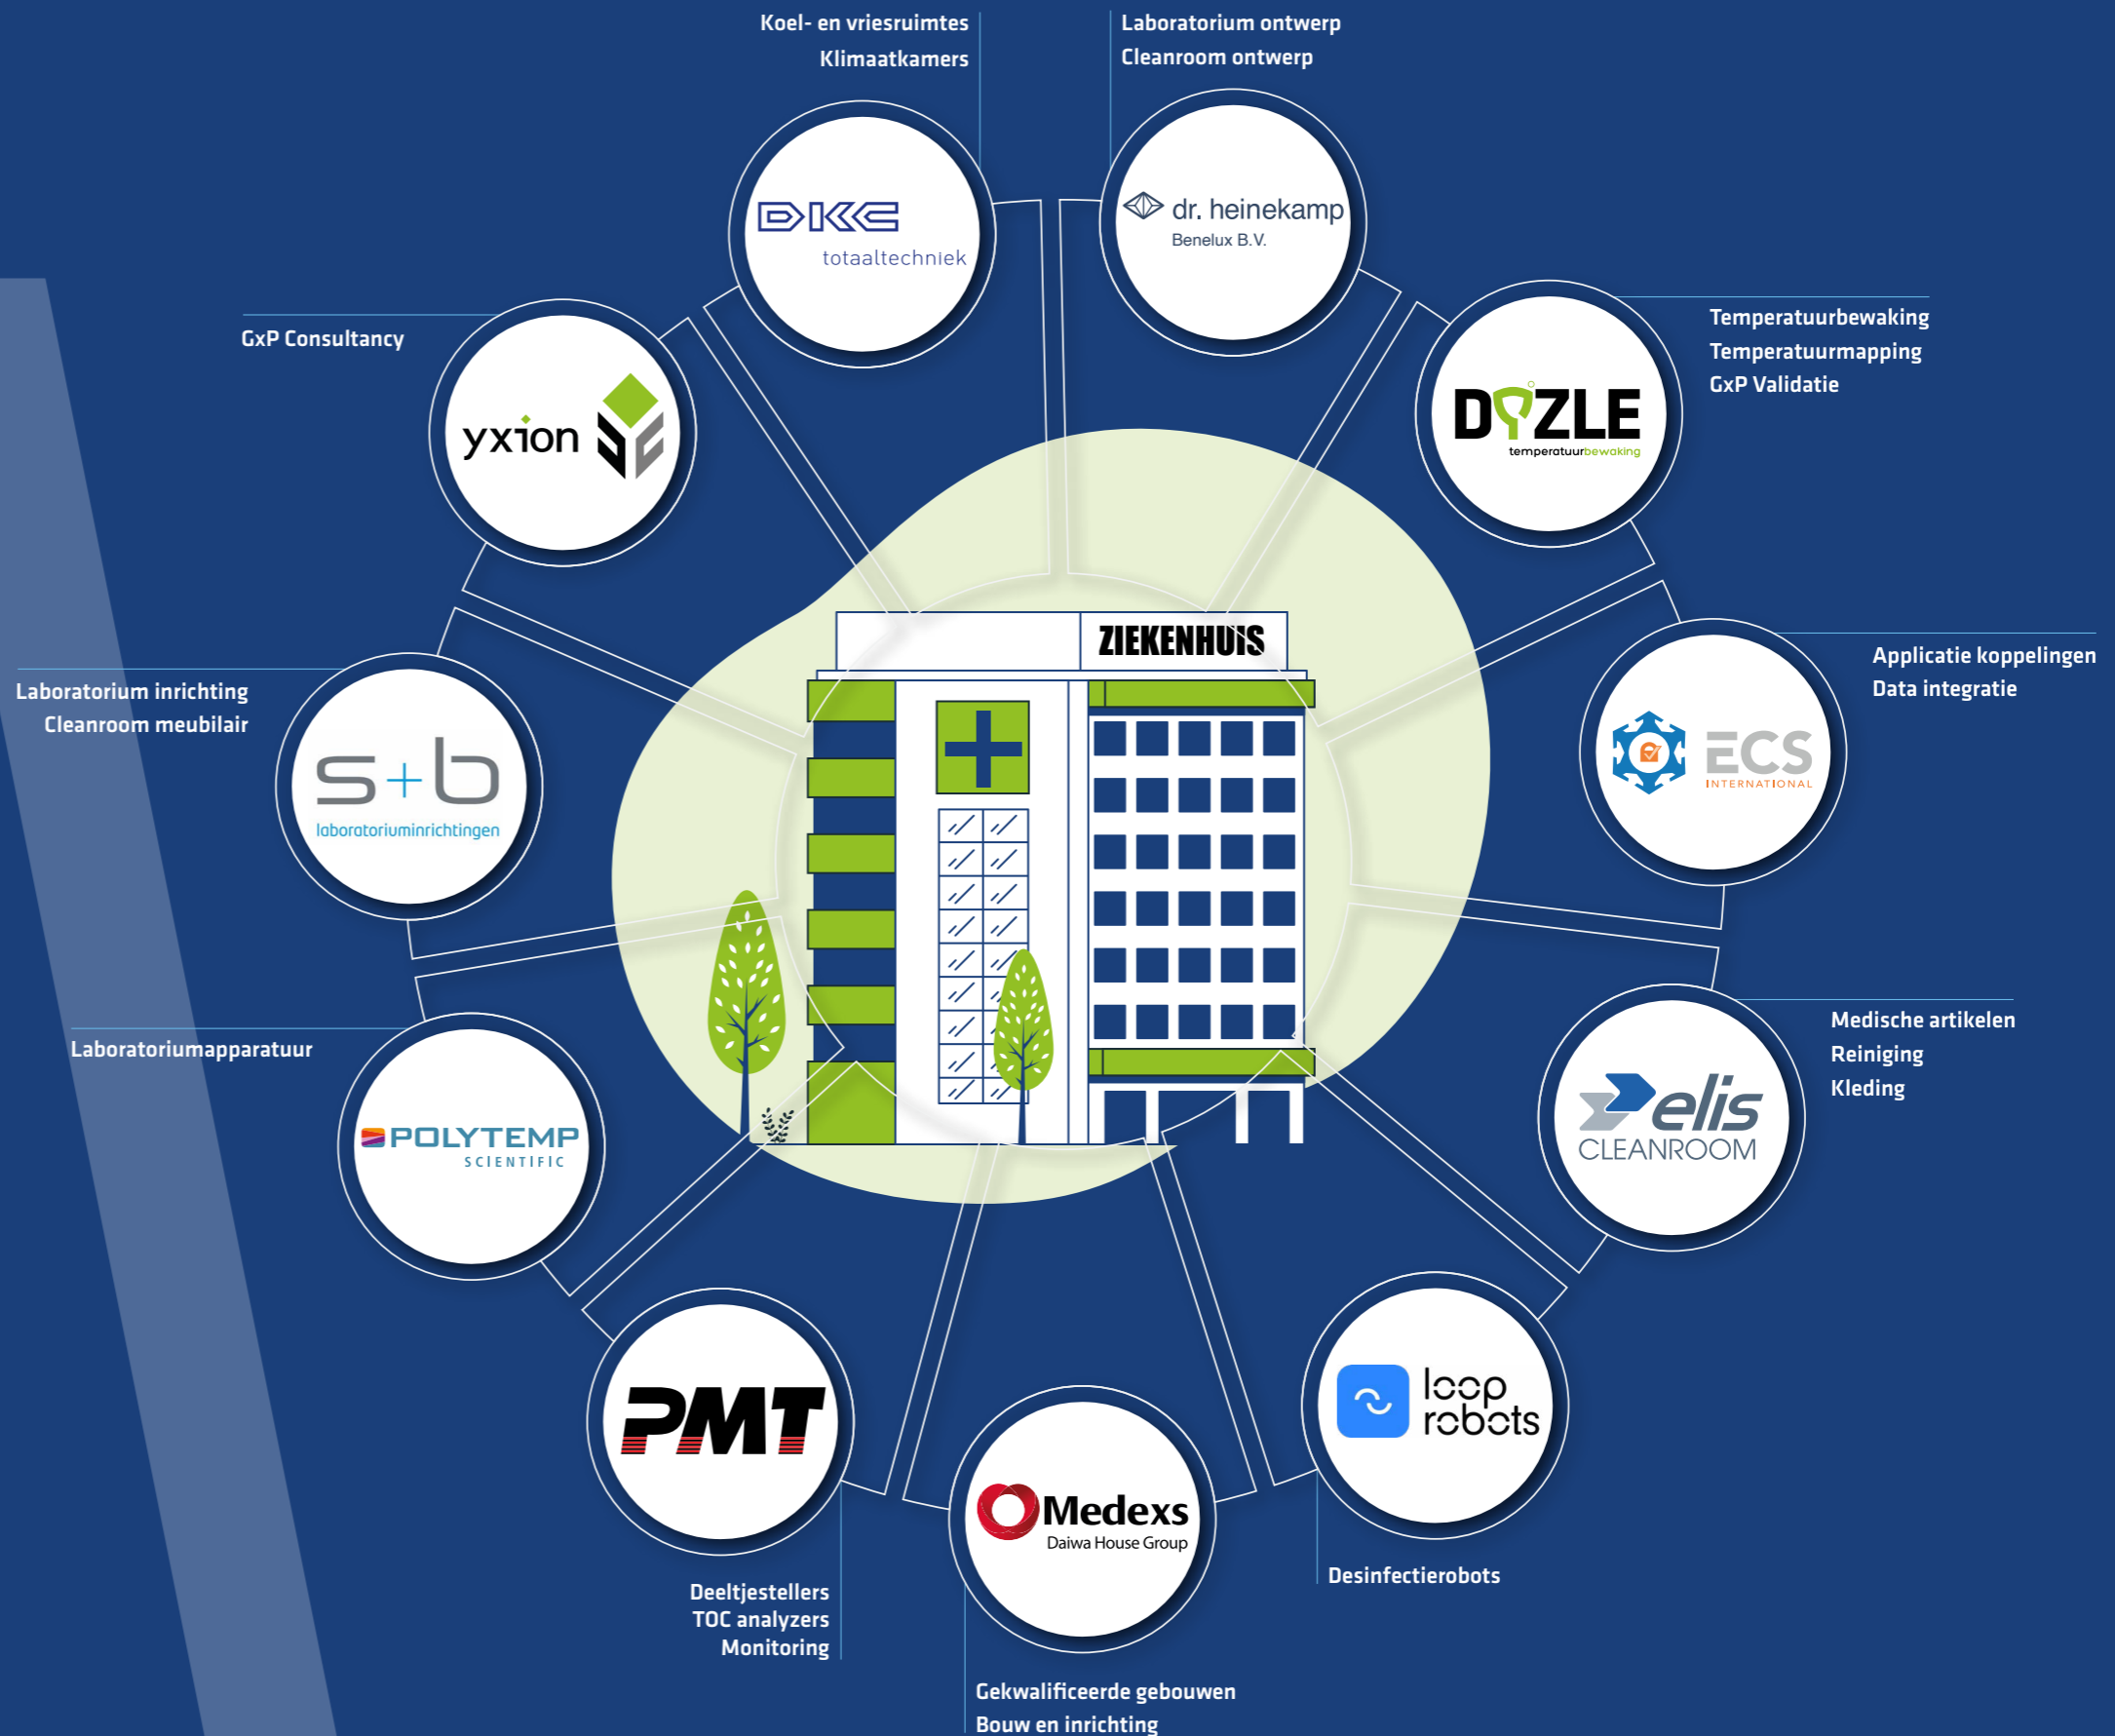 Koel- en vriesruimtes
Klimaatkamers
Laboratorium ontwerp
Cleanroom ontwerp
DKC
totaaltechniek
dr. heinekamp
Benelux B.V.
GxP Consultancy
yxion
Temperatuurbewaking
Temperatuurmapping
GxP Validatie
DYZLE
temperatuurbewaking
ZIEKENHUIS
Applicatie koppelingen
Data integratie
ECS
INTERNATIONAL
Laboratorium inrichting
Cleanroom meubilair
s+b
laboratoriuminrichtingen
Medische artikelen
Reiniging
Kleding
elis
CLEANROOM
Laboratoriumapparatuur
POLYTEMP
SCIENTIFIC
loop
robots
Desinfectierobots
PMT
Deeltjestellers
TOC analyzers
Monitoring
Medexs
Daiwa House Group
Gekwalificeerde gebouwen
Bouw en inrichting